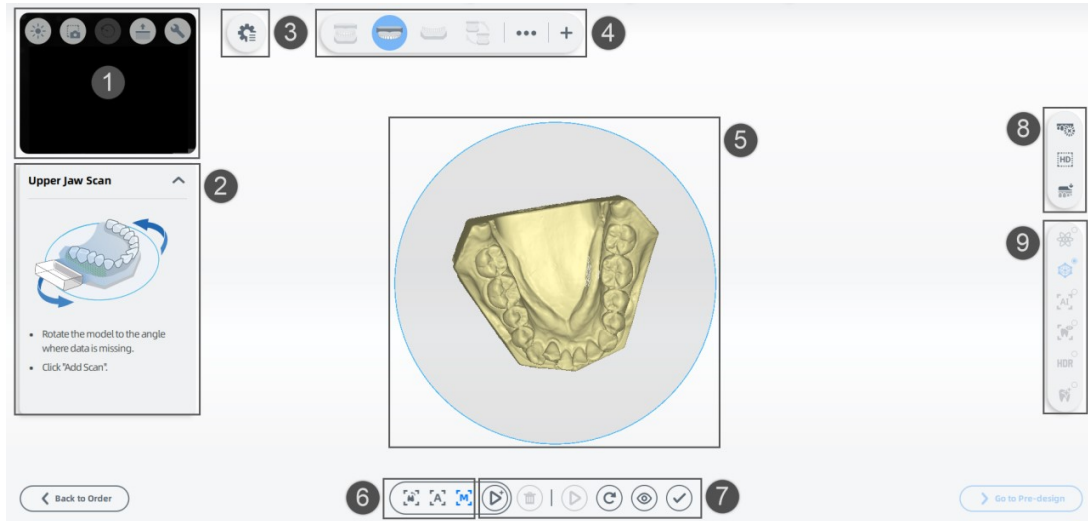 1
3
4
5
8
HD
2
Upper Jaw Scan
• Rotate the model to the angle
where data is missing.
• Click "Add Scan".
9
AI
HDR
Back to Order
6
A
M
7
Go to Pre-design